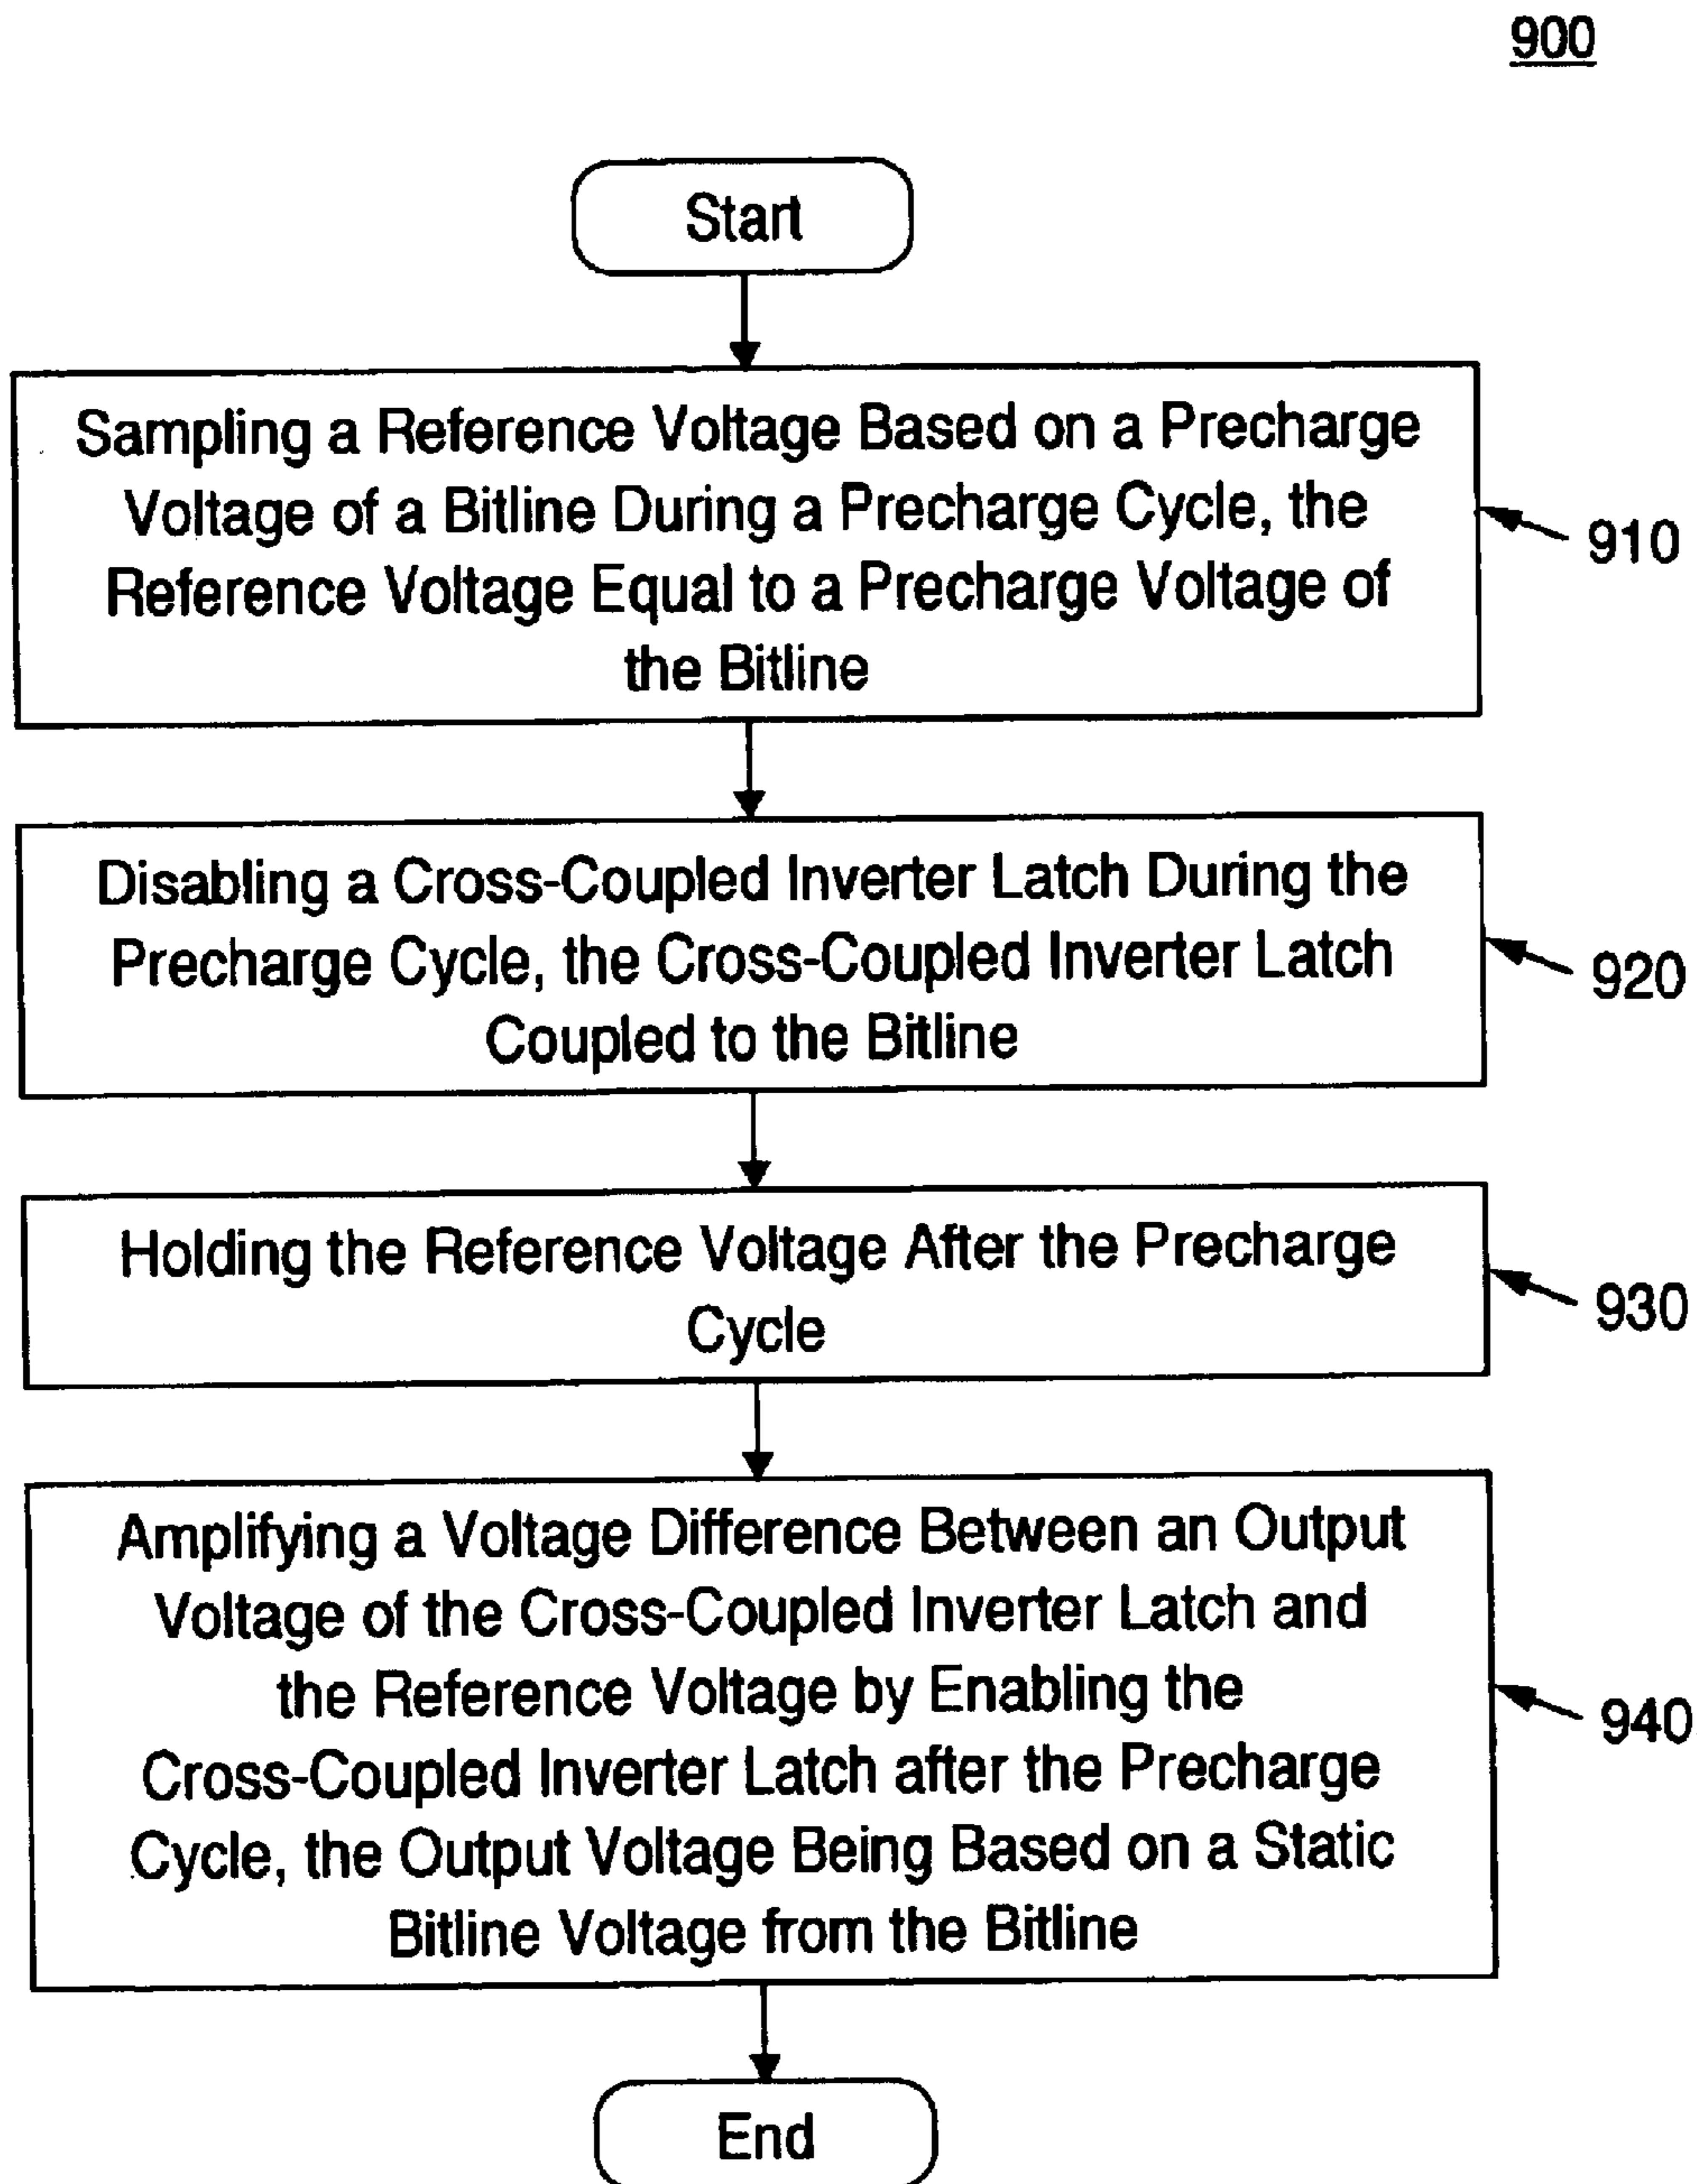 900
Start
Sampling a Reference Voltage Based on a Precharge
Voltage of a Bitline During a Precharge Cycle, the
Reference Voltage Equal to a Precharge Voltage of
the Bitline
910
Disabling a Cross-Coupled Inverter Latch During the
Precharge Cycle, the Cross-Coupled Inverter Latch
Coupled to the Bitline
920
Holding the Reference Voltage After the Precharge
Cycle
930
Amplifying a Voltage Difference Between an Output
Voltage of the Cross-Coupled Inverter Latch and
the Reference Voltage by Enabling the
Cross-Coupled Inverter Latch after the Precharge
Cycle, the Output Voltage Being Based on a Static
Bitline Voltage from the Bitline
940
End